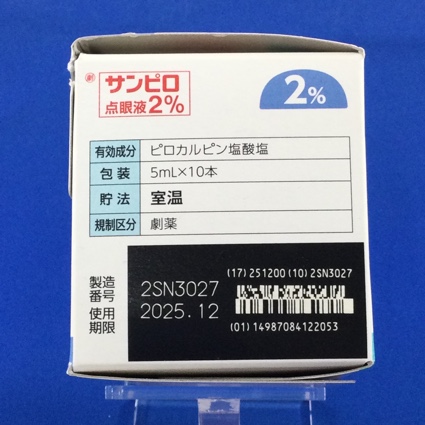 劇
サンピロ
点眼液2%
2%
有効成分 ピロカルピン塩酸塩
包装 5mL×10本
貯法 室温
規制区分 劇薬
(17) 251200 (10) 2SN3027
製造番号 2SN3027
使用期限 2025.12
(01) 14987084122053